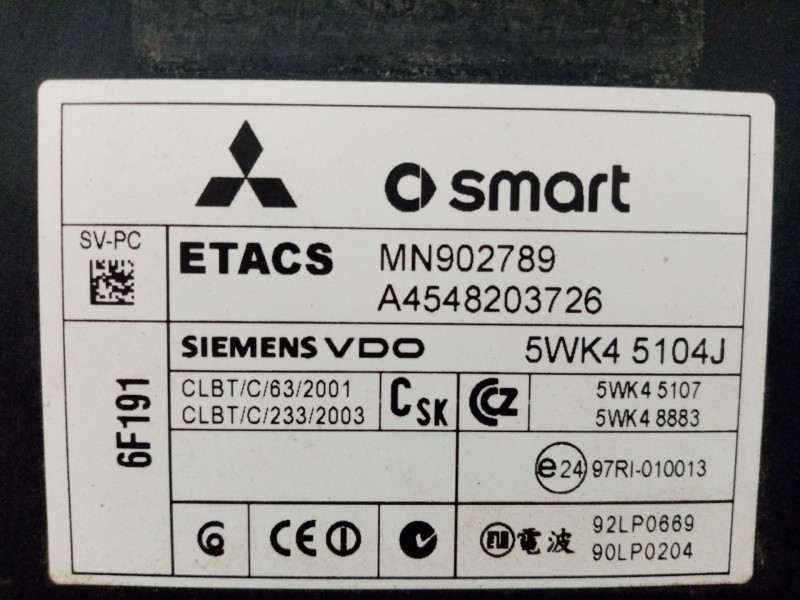 smart
SV-PC
ETACS MN902789
A4548203726
SIEMENS VDO 5WK4 5104J
6F191
CLBT/C/63/2001
CLBT/C/233/2003
CSK
CCZ
5WK4 5107
5WK4 8883
e24 97RI-010013
CE
電波
92LP0669
90LP0204